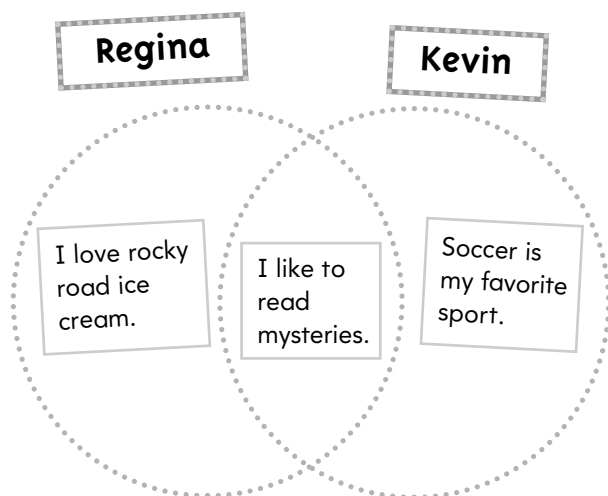 Regina
Kevin
I love rocky
road ice
cream.
I like to
read
mysteries.
Soccer is
my favorite
sport.